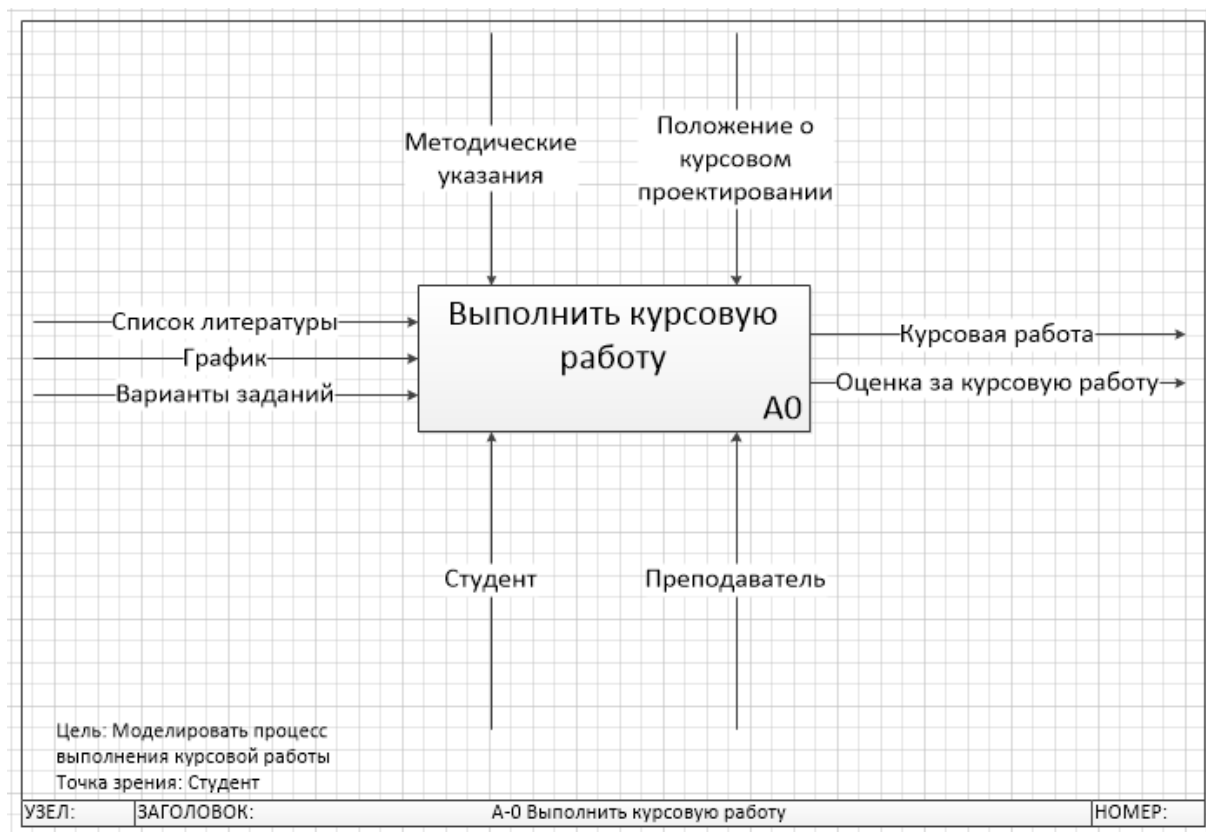 Методические
указания
Положение о
курсовом
проектировании
Список литературы
График
Варианты заданий
Выполнить курсовую
работу
А0
Курсовая работа
Оценка за курсовую работу
Студент
Преподаватель
Цель: Моделировать процесс
выполнения курсовой работы
Точка зрения: Студент
УЗЕЛ:
ЗАГОЛОВОК:
А-0 Выполнить курсовую работу
НОМЕР: